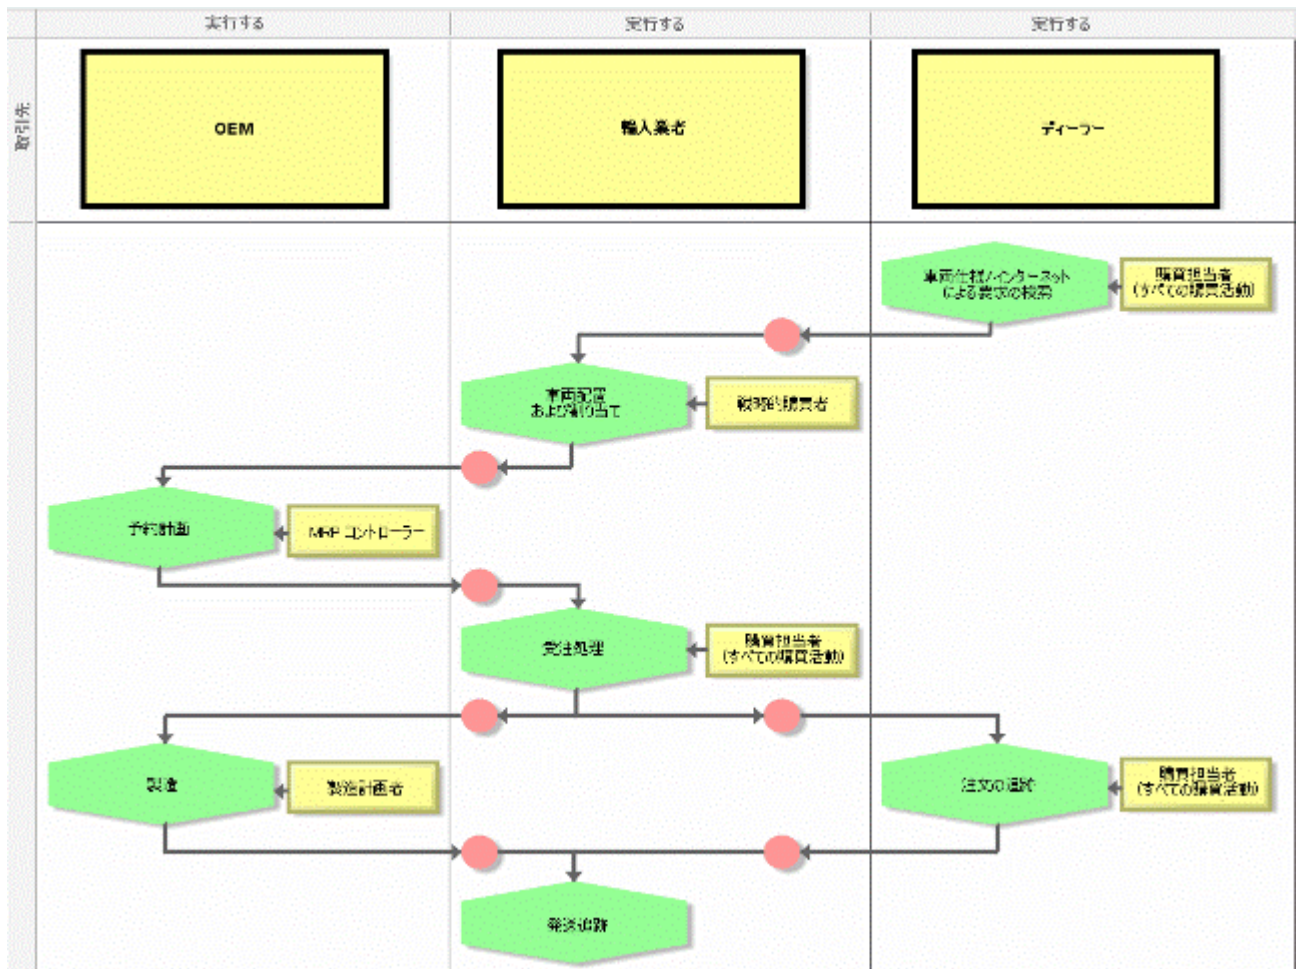 実行する
実行する
実行する
取引先
OEM
輸入業者
ディーラー
車両仕様/インターネット
による要求の検索
購買担当者
(すべての購買活動)
車両配置
および割り当て
戦略的購買者
予約計画
MRP コントローラー
受注処理
購買担当者
(すべての購買活動)
製造
製造計画者
注文の追跡
購買担当者
(すべての購買活動)
発送追跡